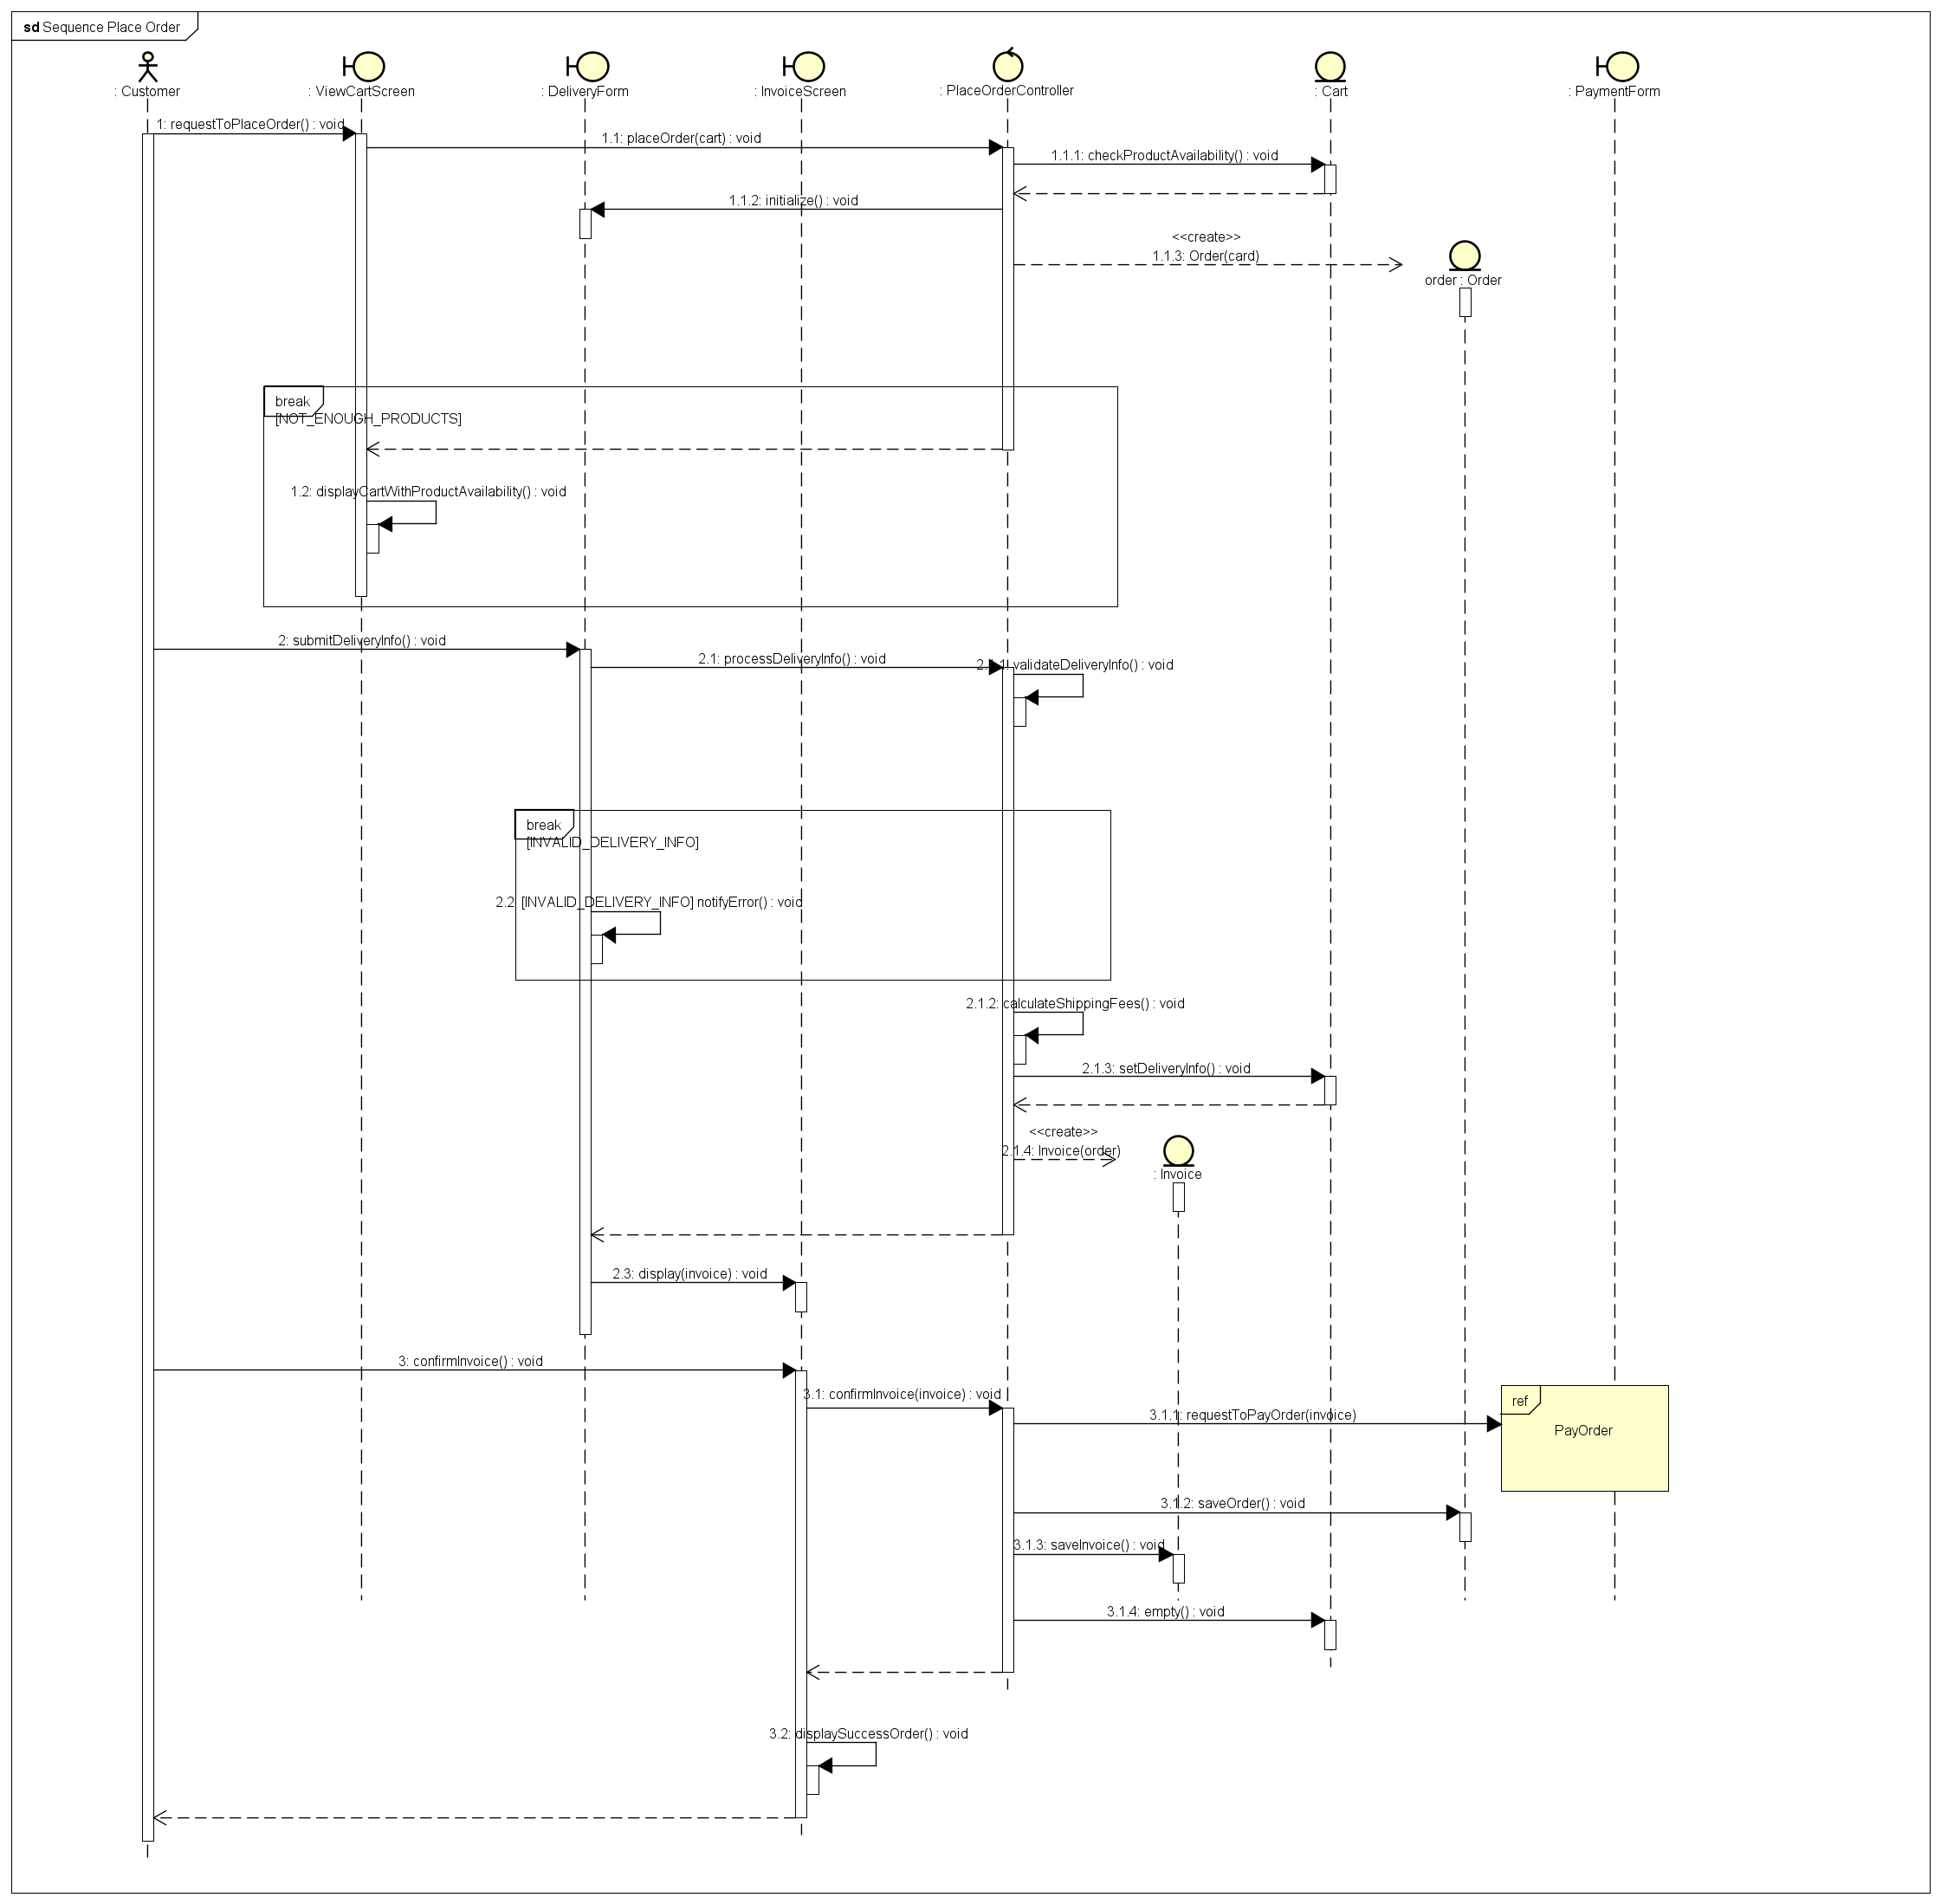 sd Sequence Place Order
: Customer
: ViewCartScreen
: DeliveryForm
: InvoiceScreen
: PlaceOrderController
: Cart
: PaymentForm
1: requestToPlaceOrder() : void
1.1: placeOrder(cart) : void
1.1.1: checkProductAvailability() : void
1.1.2: initialize() : void
<<create>>
1.1.3: Order(card)
order : Order
break
[NOT_ENOUGH_PRODUCTS]
1.2: displayCartWithProductAvailability() : void
2: submitDeliveryInfo() : void
2.1: processDeliveryInfo() : void
2.1.1: validateDeliveryInfo() : void
break
[INVALID_DELIVERY_INFO]
2.2: [INVALID_DELIVERY_INFO] notifyError() : void
2.1.2: calculateShippingFees() : void
2.1.3: setDeliveryInfo() : void
<<create>>
2.1.4: Invoice(order)
: Invoice
2.3: display(invoice) : void
3: confirmInvoice() : void
3.1: confirmInvoice(invoice) : void
ref
3.1.1: requestToPayOrder(invoice)
PayOrder
3.1.2: saveOrder() : void
3.1.3: saveInvoice() : void
3.1.4: empty() : void
3.2: displaySuccessOrder() : void